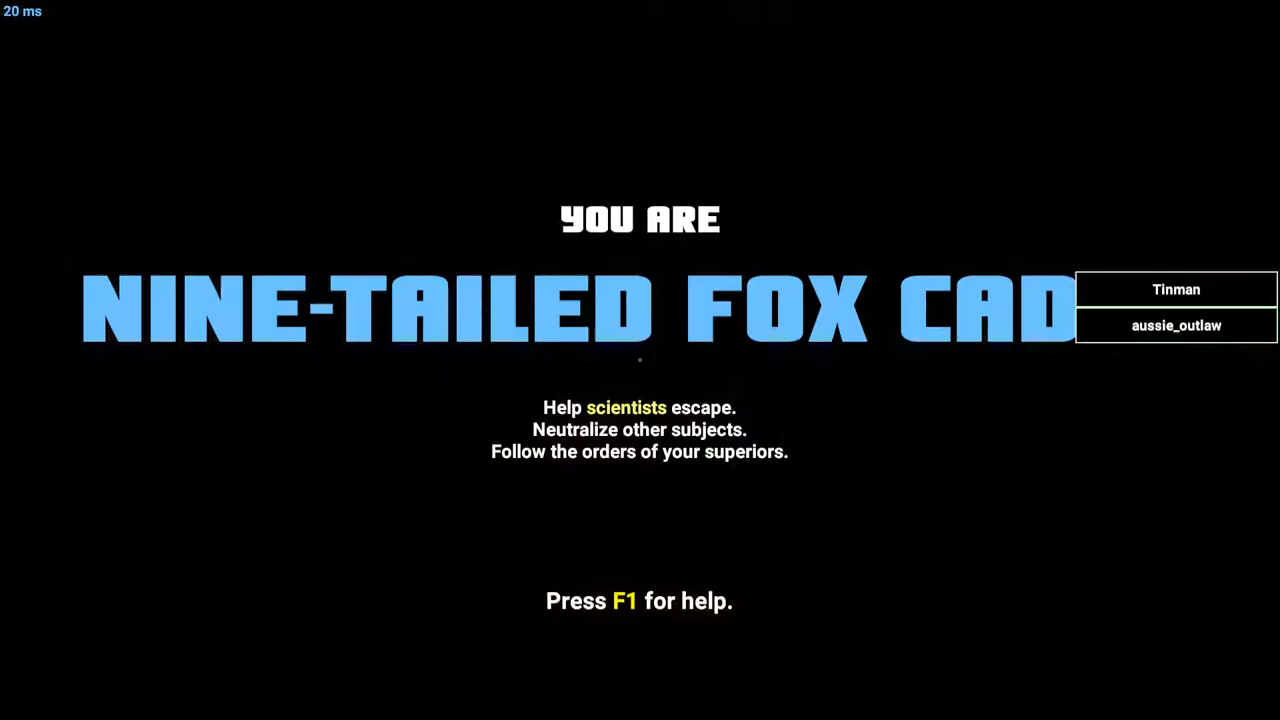 20 ms
YOU ARE
NINE-TAILED FOX CAD
Tinman
aussie_outlaw
Help scientists escape.
Neutralize other subjects.
Follow the orders of your superiors.
Press F1 for help.